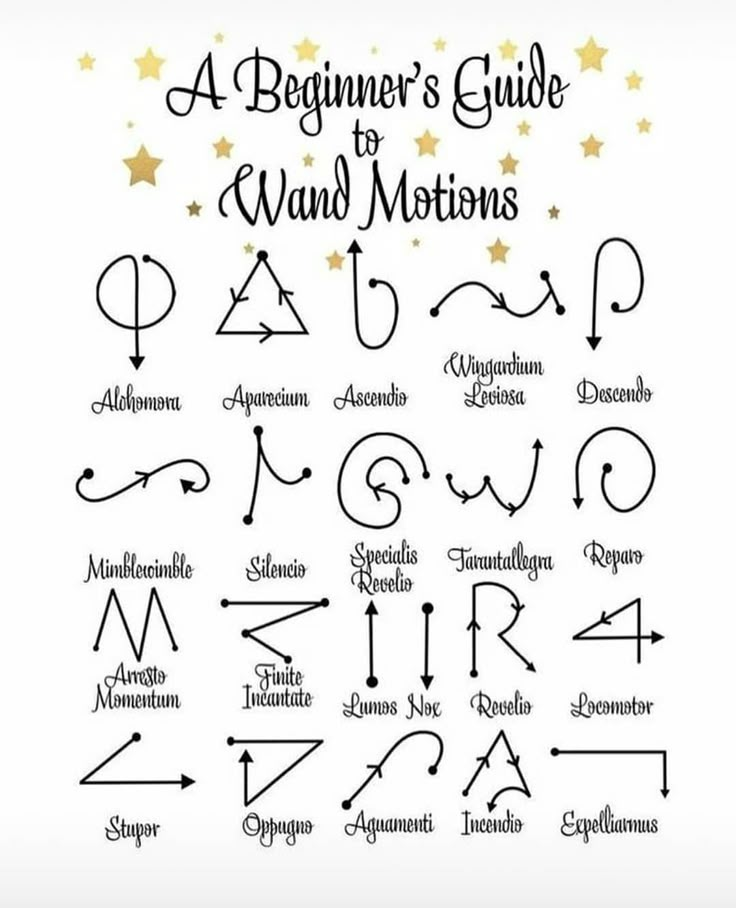 A Beginner's Guide
to
Wand Motions
Alohomora Aparecium Ascendio Wingardium Leviosa Descendo
Mimblewimble Silencio Specialis Revelio Tarantallegra Reparo
Arresto Momentum Finite Incantate Lumos Nox Revelio Locomotor
Stupor Oppugno Aguamenti Incendio Expelliarmus